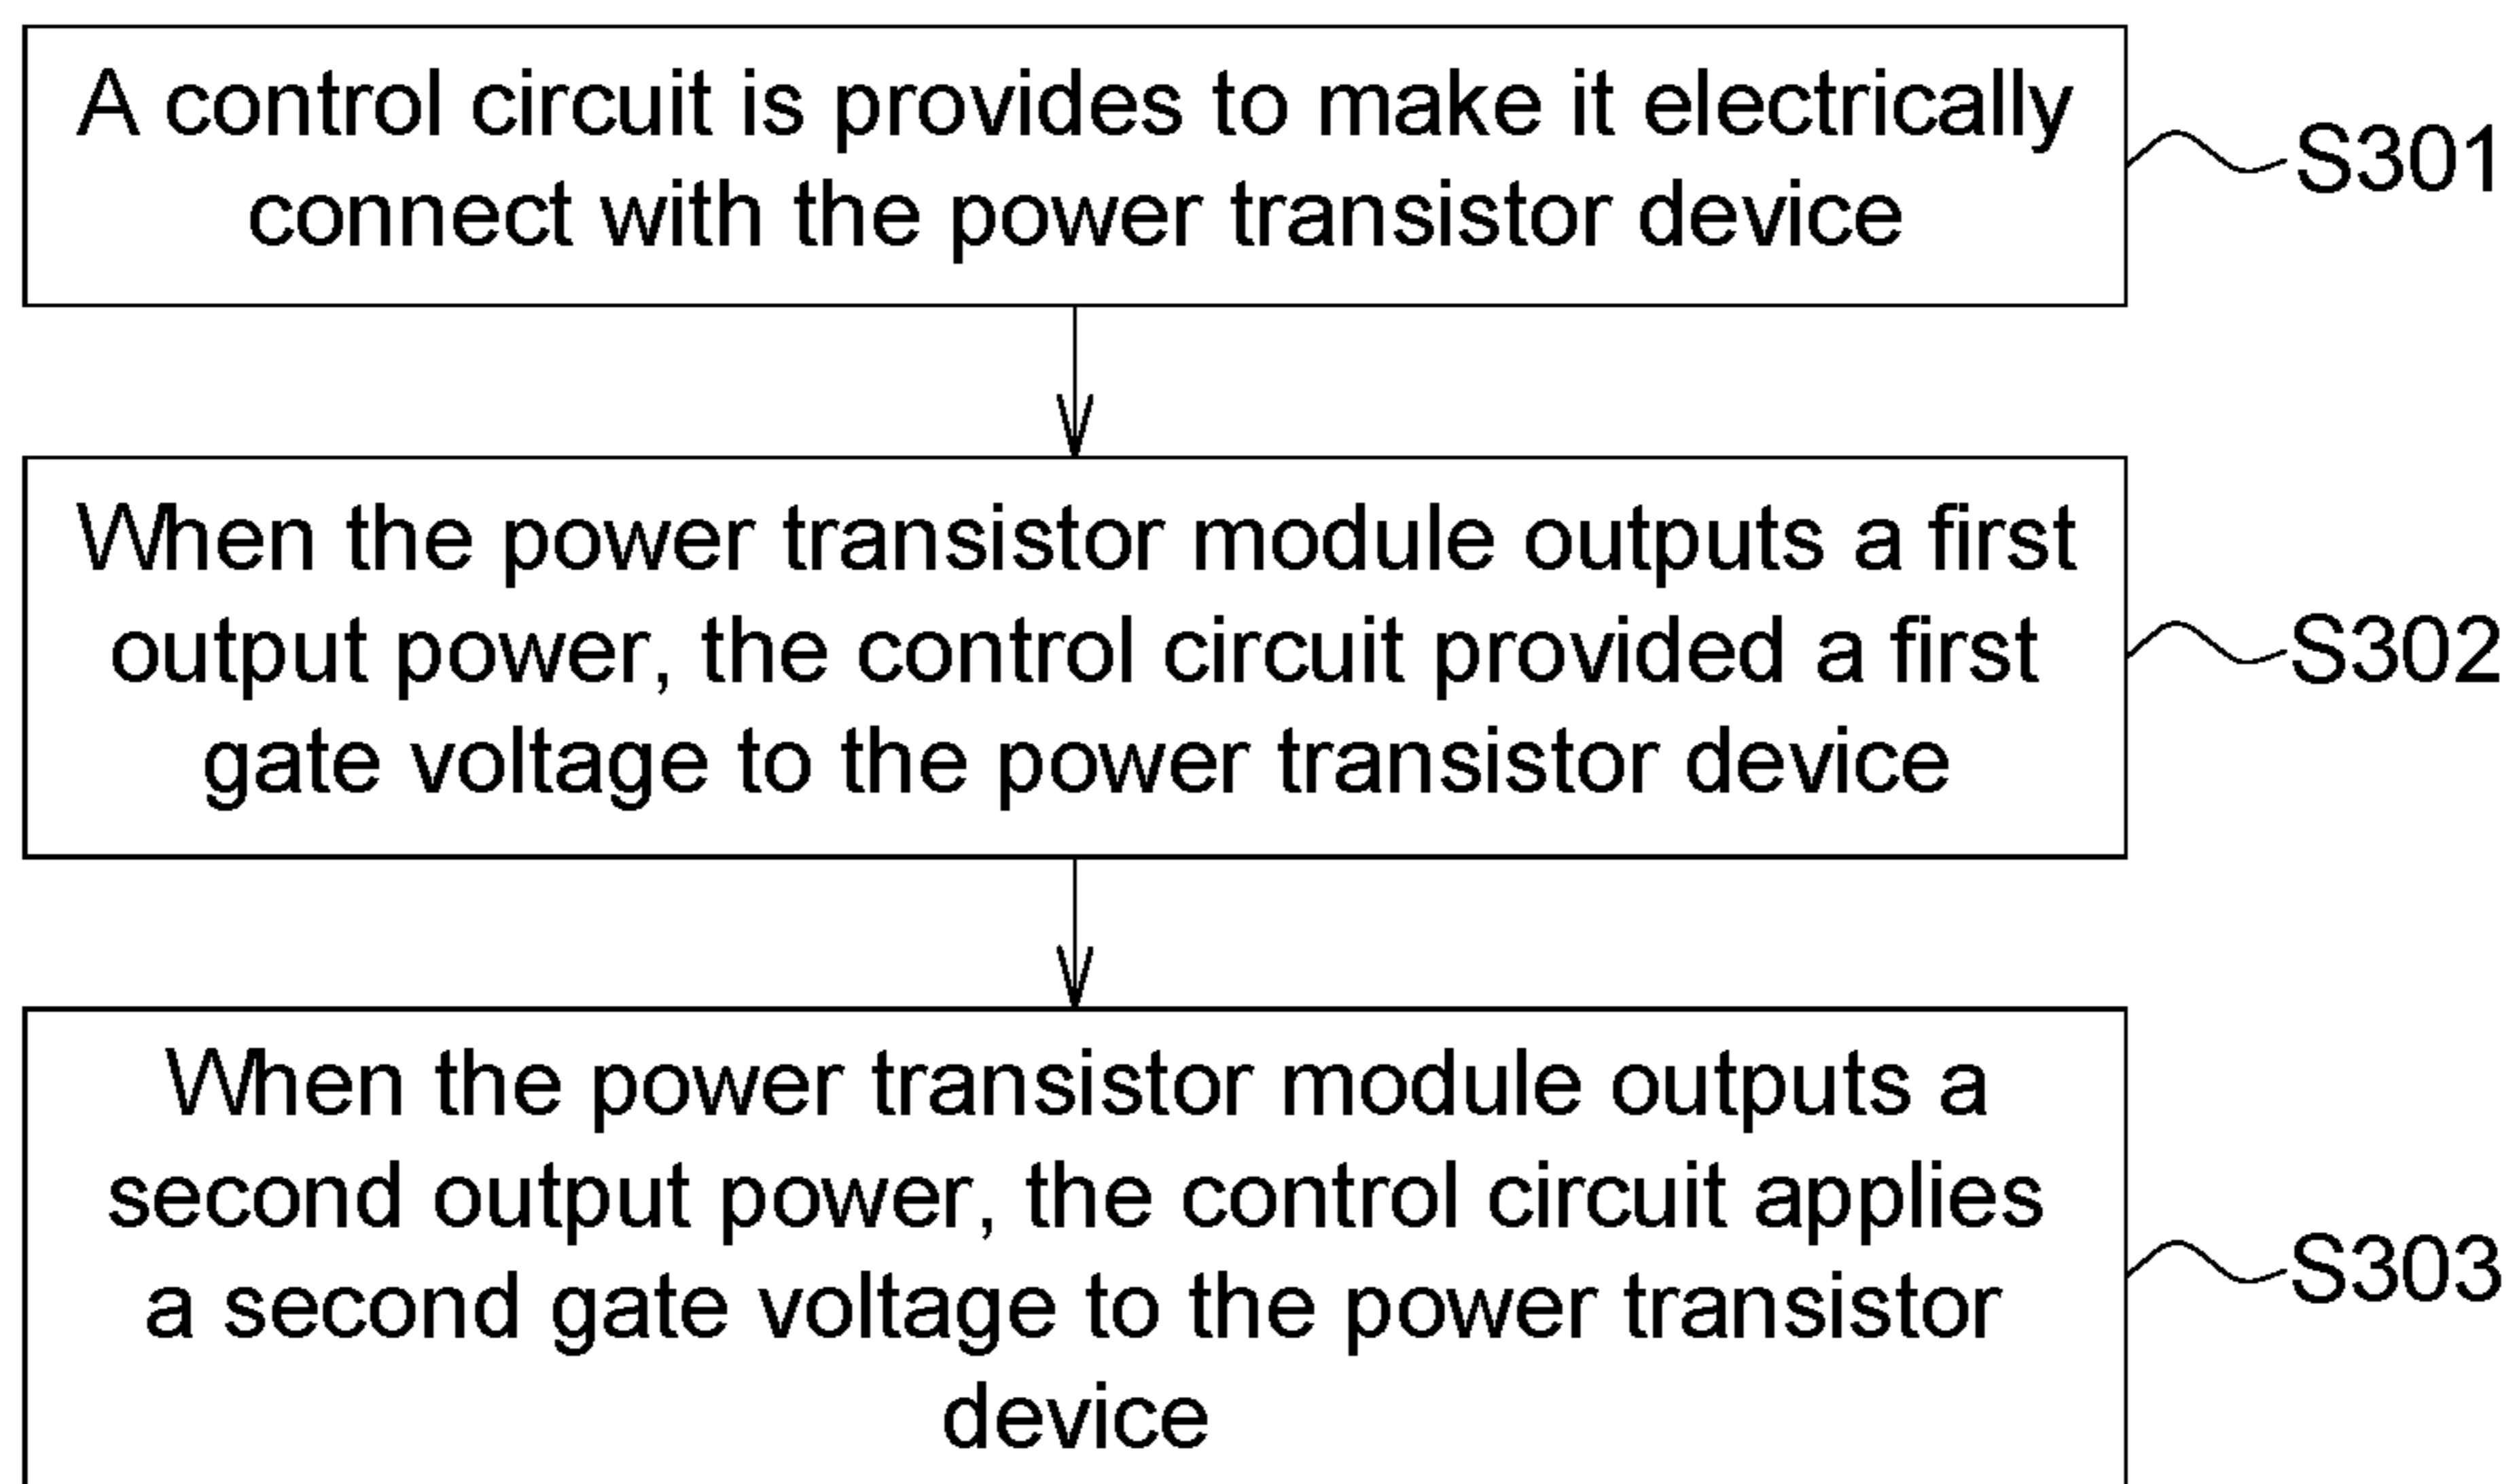 A control circuit is provides to make it electrically
connect with the power transistor device
S301
When the power transistor module outputs a first
output power, the control circuit provided a first
gate voltage to the power transistor device
S302
When the power transistor module outputs a
second output power, the control circuit applies
a second gate voltage to the power transistor
device
S303